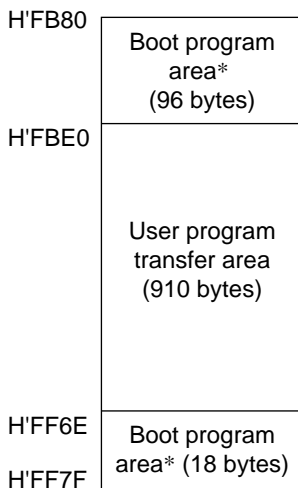 H'FB80
Boot program
area*
(96 bytes)
H'FBE0
User program
transfer area
(910 bytes)
H'FF6E
Boot program
area* (18 bytes)
H'FF7F